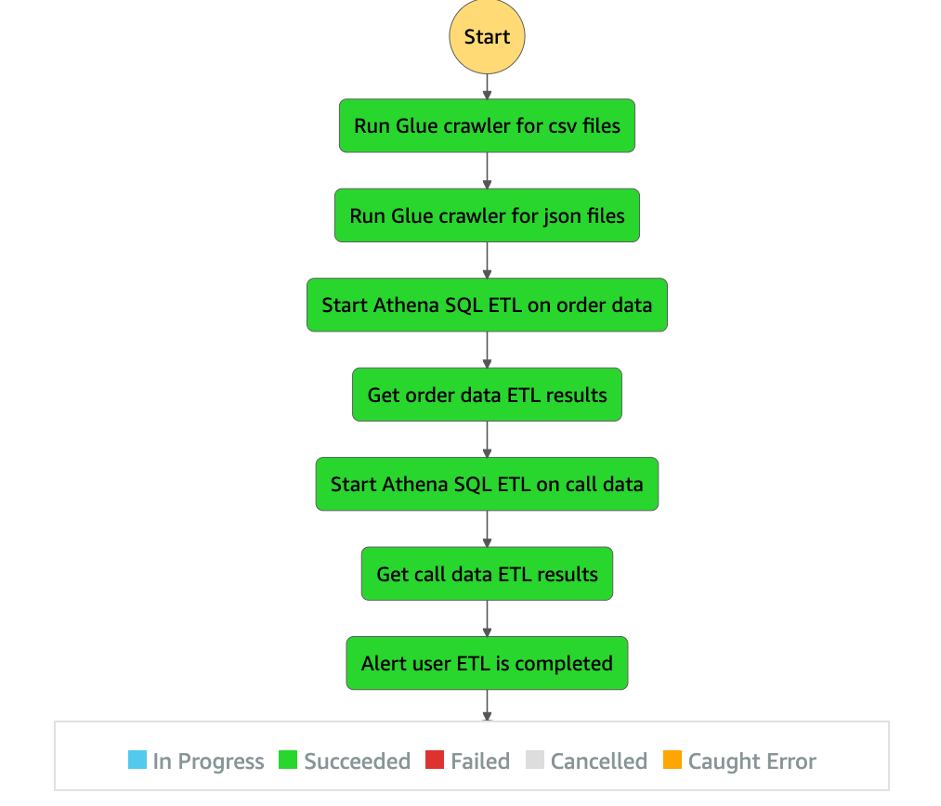 Start
Run Glue crawler for csv files
Run Glue crawler for json files
Start Athena SQL ETL on order data
Get order data ETL results
Start Athena SQL ETL on call data
Get call data ETL results
Alert user ETL is completed
In Progress Succeeded Failed Cancelled Caught Error